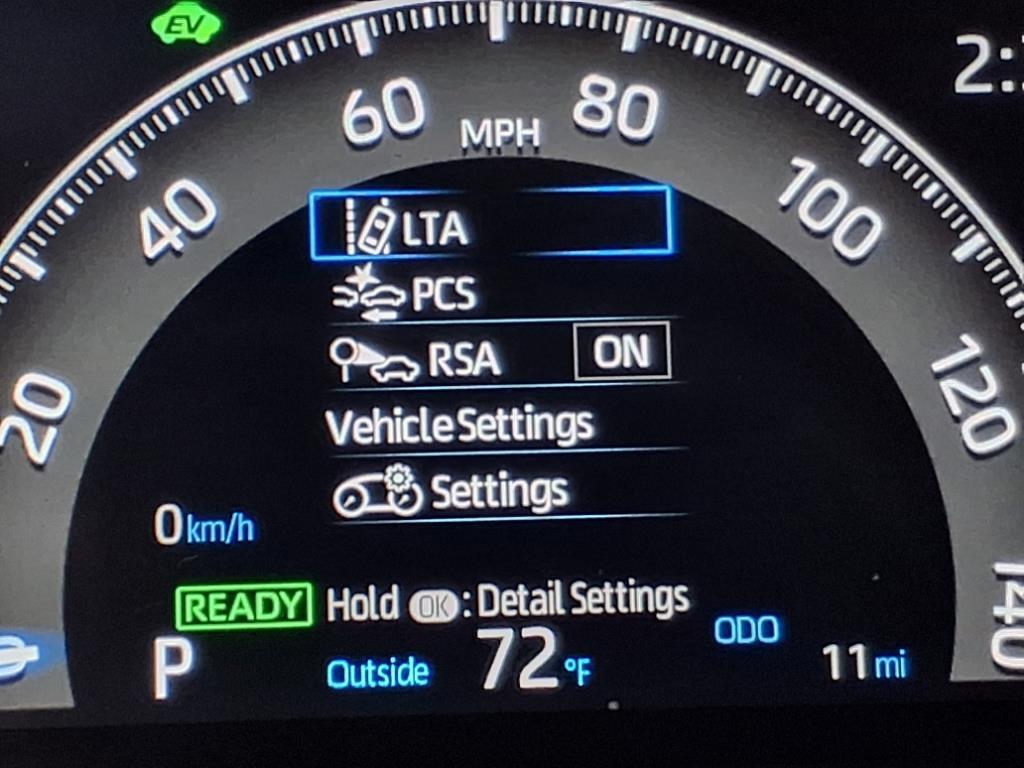 EV
60
MPH
80
40
100
LTA
PCS
RSA ON
20
120
Vehicle Settings
Settings
0 km/h
READY
Hold OK : Detail Settings
140
P
Outside 72 °F
ODO
11 mi